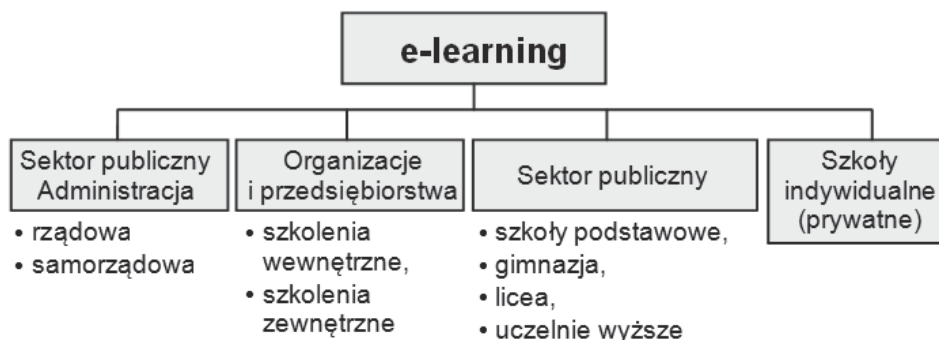 e-learning
Sektor publiczny
Administracja
• rządowa
• samorządowa
Organizacje
i przedsiębiorstwa
• szkolenia
wewnętrzne,
• szkolenia
zewnętrzne
Sektor publiczny
• szkoły podstawowe,
• gimnazja,
• licea,
• uczelnie wyższe
Szkoły
indywidualne
(prywatne)